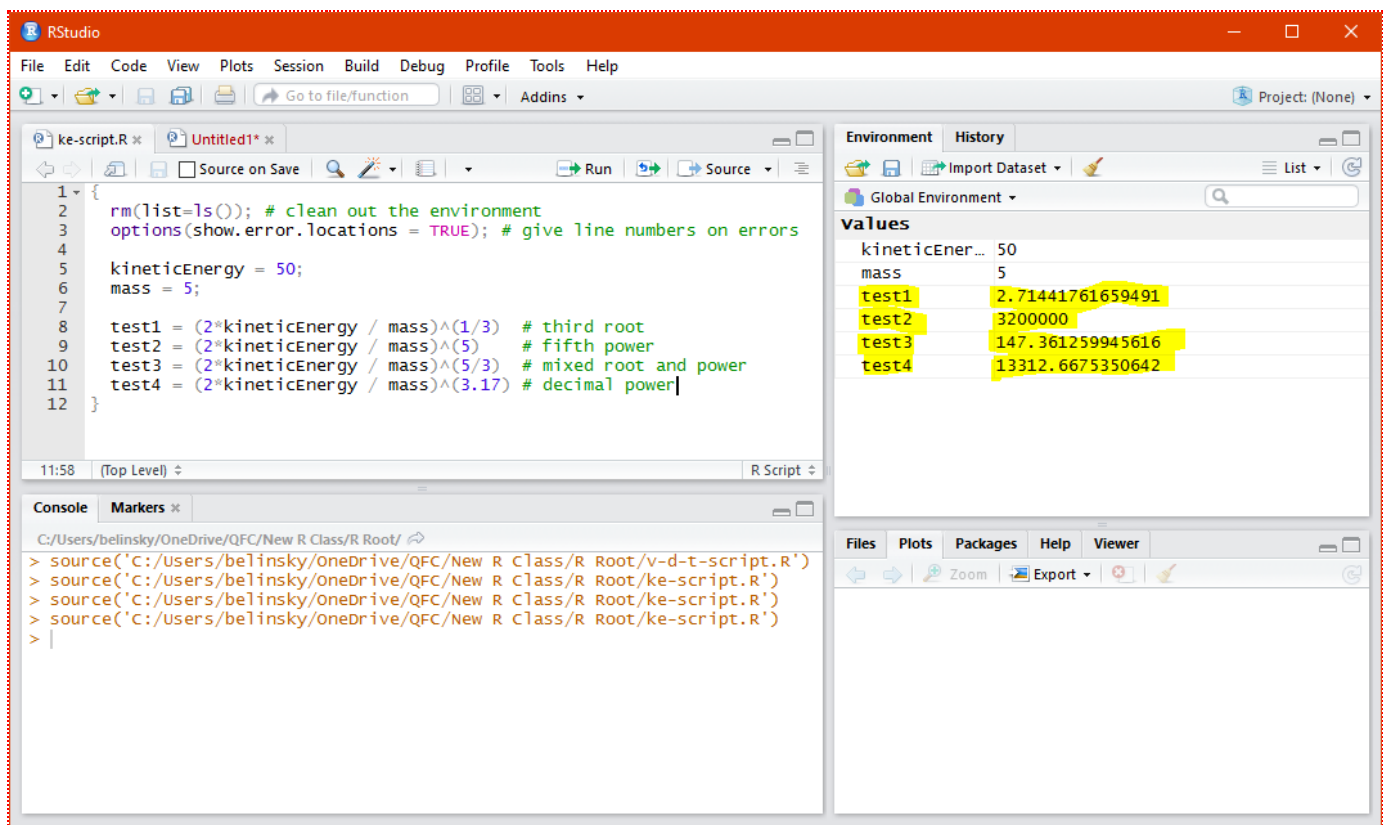 RStudio
File Edit Code View Plots Session Build Debug Profile Tools Help
Go to file/function Addins Project: (None)
ke-script.R Untitled1*
Source on Save Run Source
1 {
2 rm(list=ls()); # clean out the environment
3 options(show.error.locations = TRUE); # give line numbers on errors
4
5 kineticEnergy = 50;
6 mass = 5;
7
8 test1 = (2*kineticEnergy / mass)^(1/3) # third root
9 test2 = (2*kineticEnergy / mass)^(5) # fifth power
10 test3 = (2*kineticEnergy / mass)^(5/3) # mixed root and power
11 test4 = (2*kineticEnergy / mass)^(3.17) # decimal power
12 }
11:58 (Top Level) R Script
Console Markers
C:/Users/belinsky/OneDrive/QFC/New R Class/R Root/
> source('C:/Users/belinsky/OneDrive/QFC/New R Class/R Root/v-d-t-script.R')
> source('C:/Users/belinsky/OneDrive/QFC/New R Class/R Root/ke-script.R')
> source('C:/Users/belinsky/OneDrive/QFC/New R Class/R Root/ke-script.R')
> source('C:/Users/belinsky/OneDrive/QFC/New R Class/R Root/ke-script.R')
>
Environment History
Import Dataset List
Global Environment
Values
kineticEner… 50
mass 5
test1 2.71441761659491
test2 3200000
test3 147.361259945616
test4 13312.6675350642
Files Plots Packages Help Viewer
Zoom Export